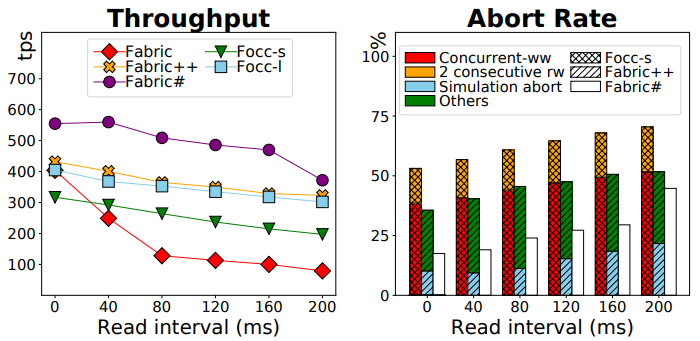 Throughput
tps
Fabric
Fabric++
Fabric#
Focc-s
Focc-l
700
600
500
400
300
200
100
0 40 80 120 160 200
Read interval (ms)
Abort Rate
%
Concurrent-ww
2 consecutive rw
Simulation abort
Others
Focc-s
Fabric++
Fabric#
100
75
50
25
0
0 40 80 120 160 200
Read interval (ms)